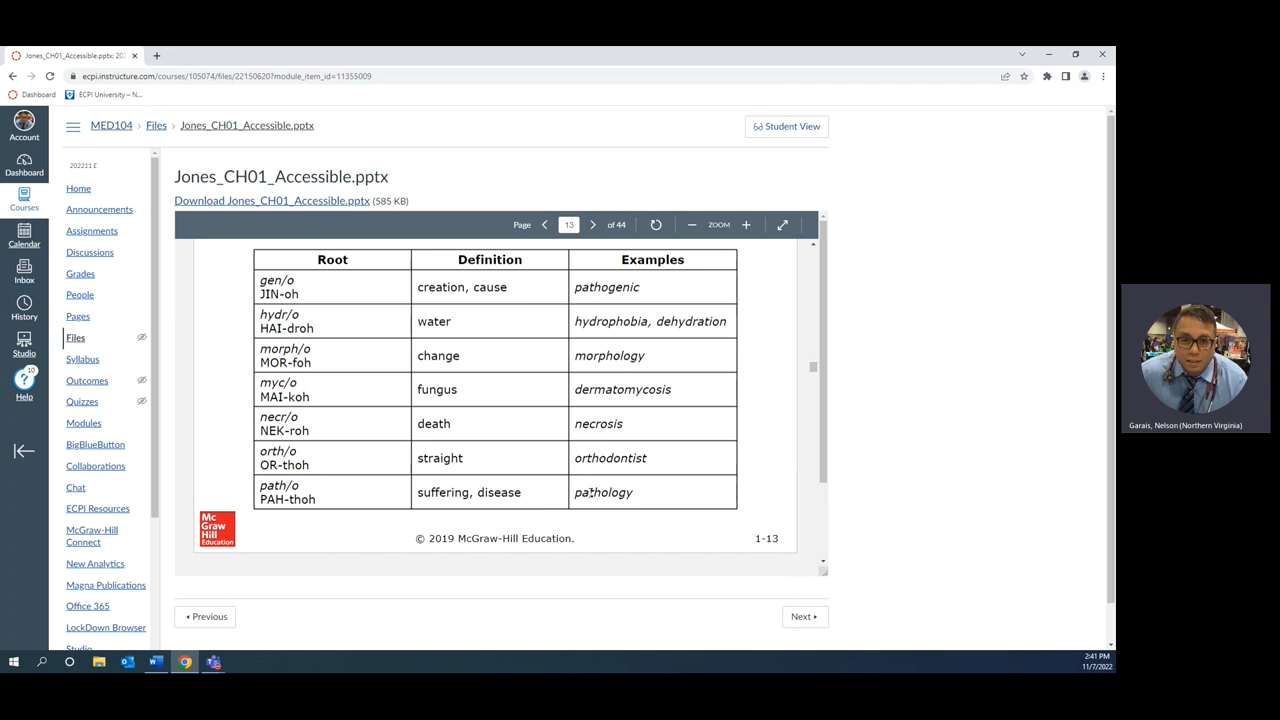 Jones_CH01_Accessible.pptx: 20
ecpi.instructure.com/courses/105074/files/22150620?module_item_id=11355009
Dashboard
ECPI University ~ N...
Account
Dashboard
Courses
Calendar
Inbox
History
Studio
10
Help
MED104 › Files › Jones_CH01_Accessible.pptx
Student View
202211 E
Home
Announcements
Assignments
Discussions
Grades
People
Pages
Files
Syllabus
Outcomes
Quizzes
Modules
BigBlueButton
Collaborations
Chat
ECPI Resources
McGraw-Hill
Connect
New Analytics
Magna Publications
Office 365
LockDown Browser
Studio
Jones_CH01_Accessible.pptx
Download Jones_CH01_Accessible.pptx (585 KB)
Page 13 of 44 ZOOM
Root Definition Examples
gen/o
JIN-oh
creation, cause
pathogenic
hydr/o
HAI-droh
water
hydrophobia, dehydration
morph/o
MOR-foh
change
morphology
myc/o
MAI-koh
fungus
dermatomycosis
necr/o
NEK-roh
death
necrosis
orth/o
OR-thoh
straight
orthodontist
path/o
PAH-thoh
suffering, disease
pathology
Mc
Graw
Hill
Education
© 2019 McGraw-Hill Education.
1-13
Previous
Next
Garais, Nelson (Northern Virginia)
2:41 PM
11/7/2022